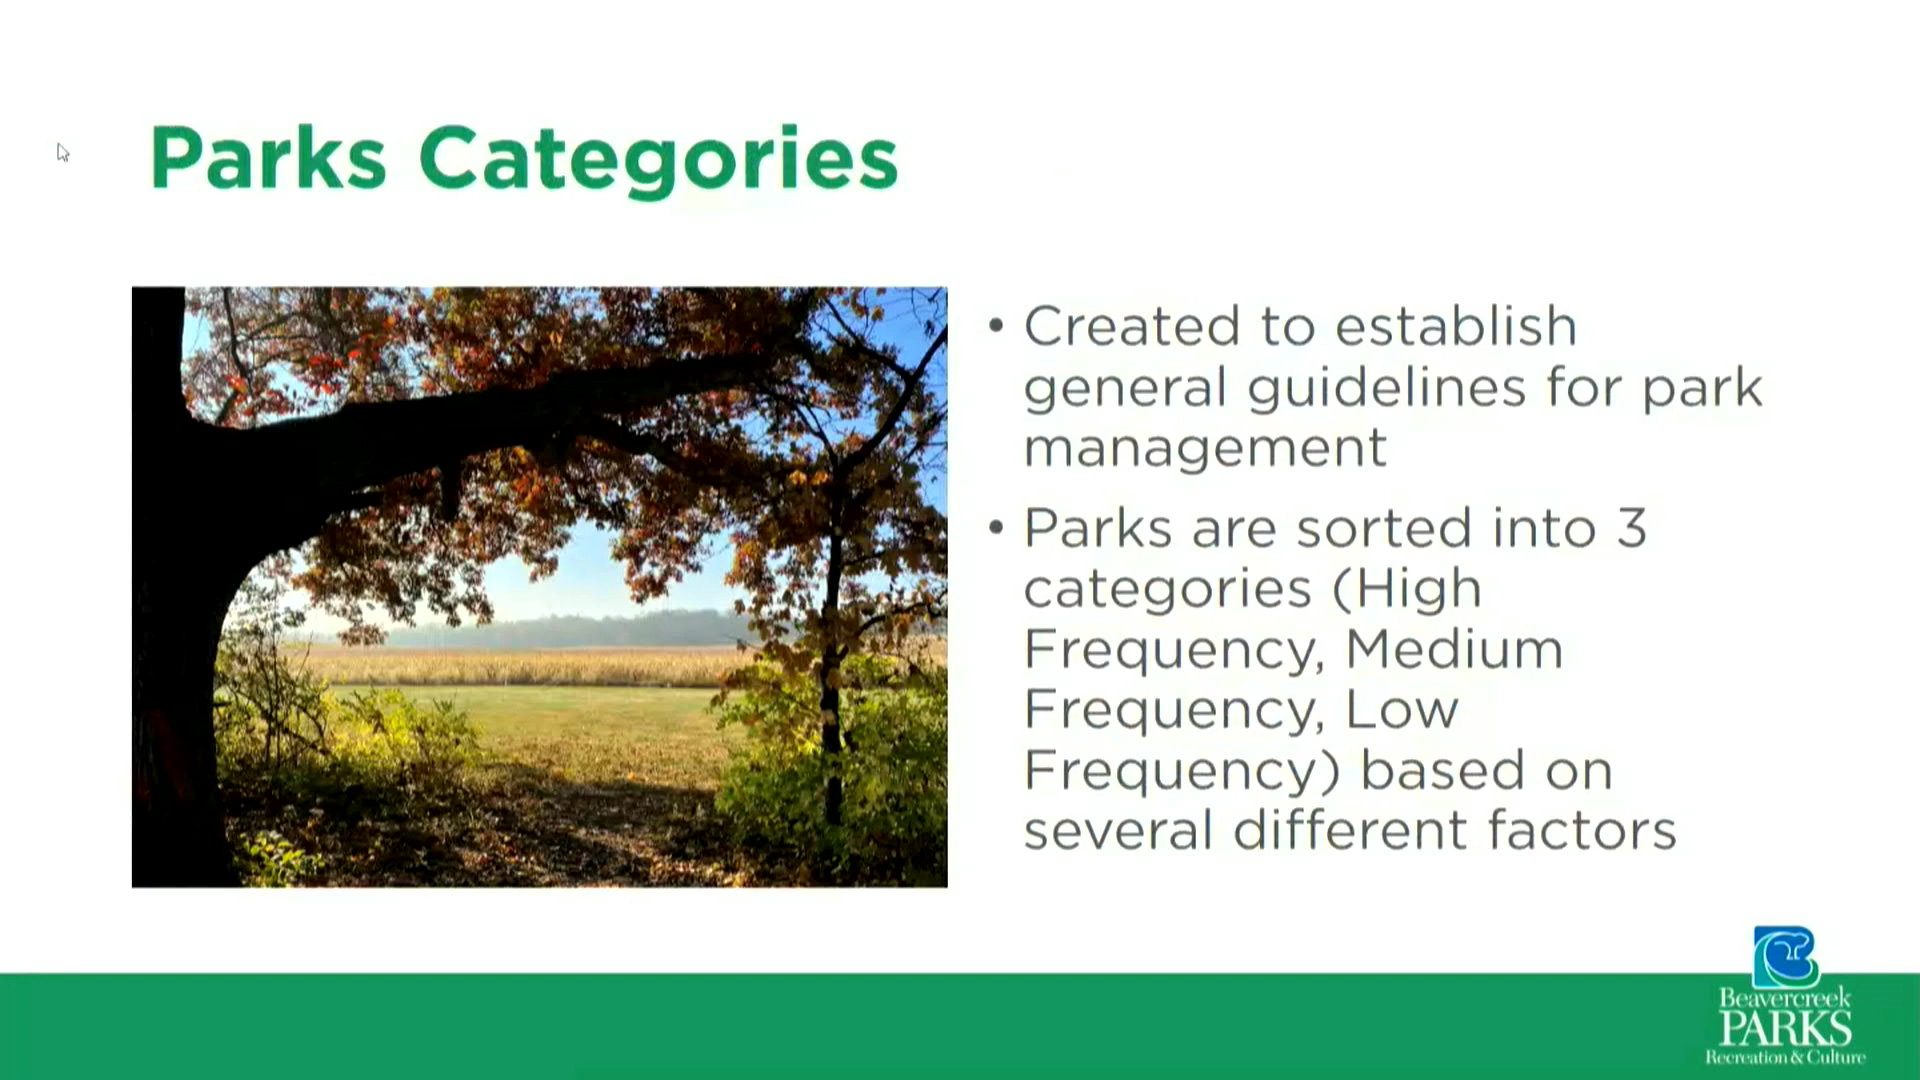 Parks Categories
• Created to establish
general guidelines for park
management
• Parks are sorted into 3
categories (High
Frequency, Medium
Frequency, Low
Frequency) based on
several different factors
Beavercreek
PARKS
Recreation & Culture